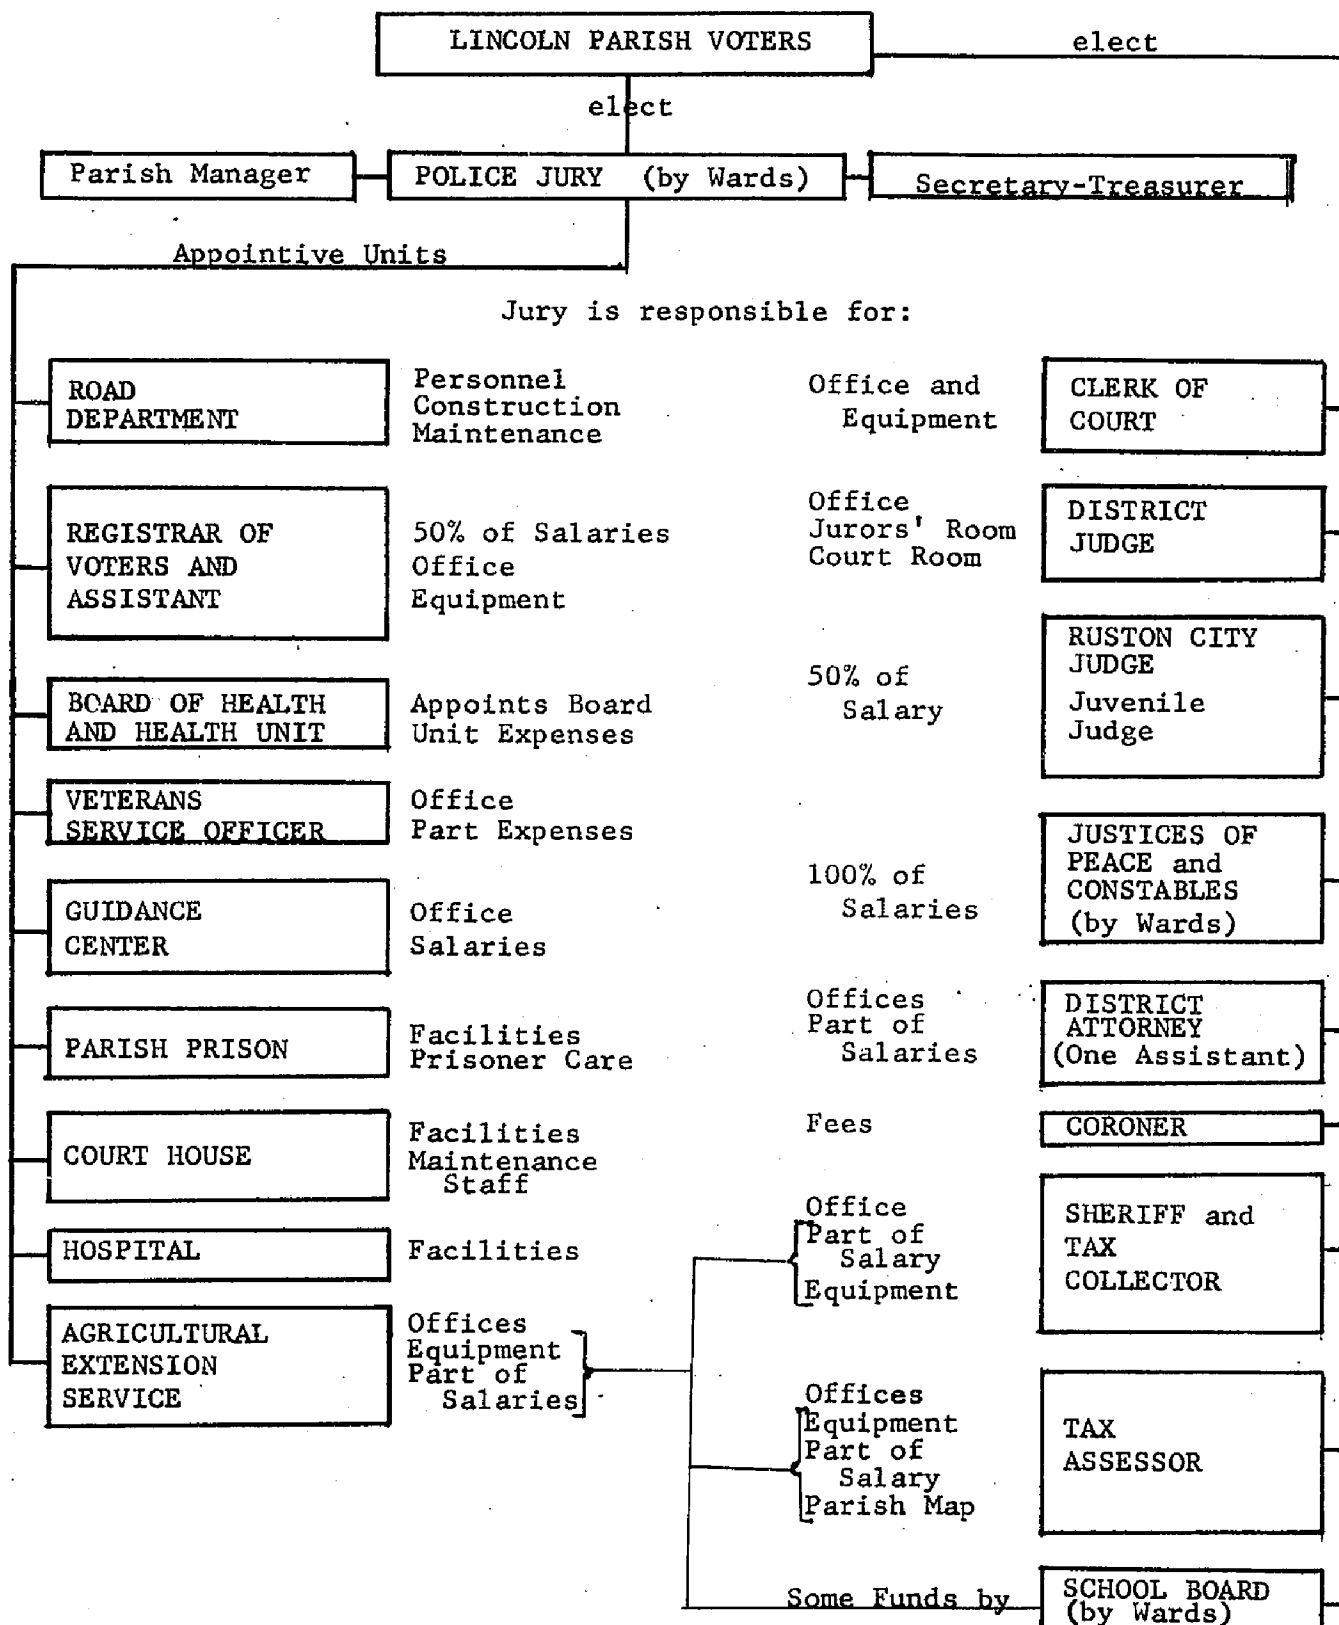 LINCOLN PARISH VOTERS
elect
elect
Parish Manager
POLICE JURY (by Wards)
Secretary-Treasurer
Appointive Units
Jury is responsible for:
ROAD
DEPARTMENT
Personnel
Construction
Maintenance
REGISTRAR OF
VOTERS AND
ASSISTANT
50% of Salaries
Office
Equipment
BOARD OF HEALTH
AND HEALTH UNIT
Appoints Board
Unit Expenses
VETERANS
SERVICE OFFICER
Office
Part Expenses
GUIDANCE
CENTER
Office
Salaries
PARISH PRISON
Facilities
Prisoner Care
COURT HOUSE
Facilities
Maintenance
Staff
HOSPITAL
Facilities
AGRICULTURAL
EXTENSION
SERVICE
Offices
Equipment
Part of
Salaries
Office and
Equipment
CLERK OF
COURT
Office
Jurors' Room
Court Room
DISTRICT
JUDGE
50% of
Salary
RUSTON CITY
JUDGE
Juvenile
Judge
100% of
Salaries
JUSTICES OF
PEACE and
CONSTABLES
(by Wards)
Offices
Part of
Salaries
DISTRICT
ATTORNEY
(One Assistant)
Fees
CORONER
Office
Part of
Salary
Equipment
SHERIFF and
TAX
COLLECTOR
Offices
Equipment
Part of
Salary
Parish Map
TAX
ASSESSOR
Some Funds by
SCHOOL BOARD
(by Wards)